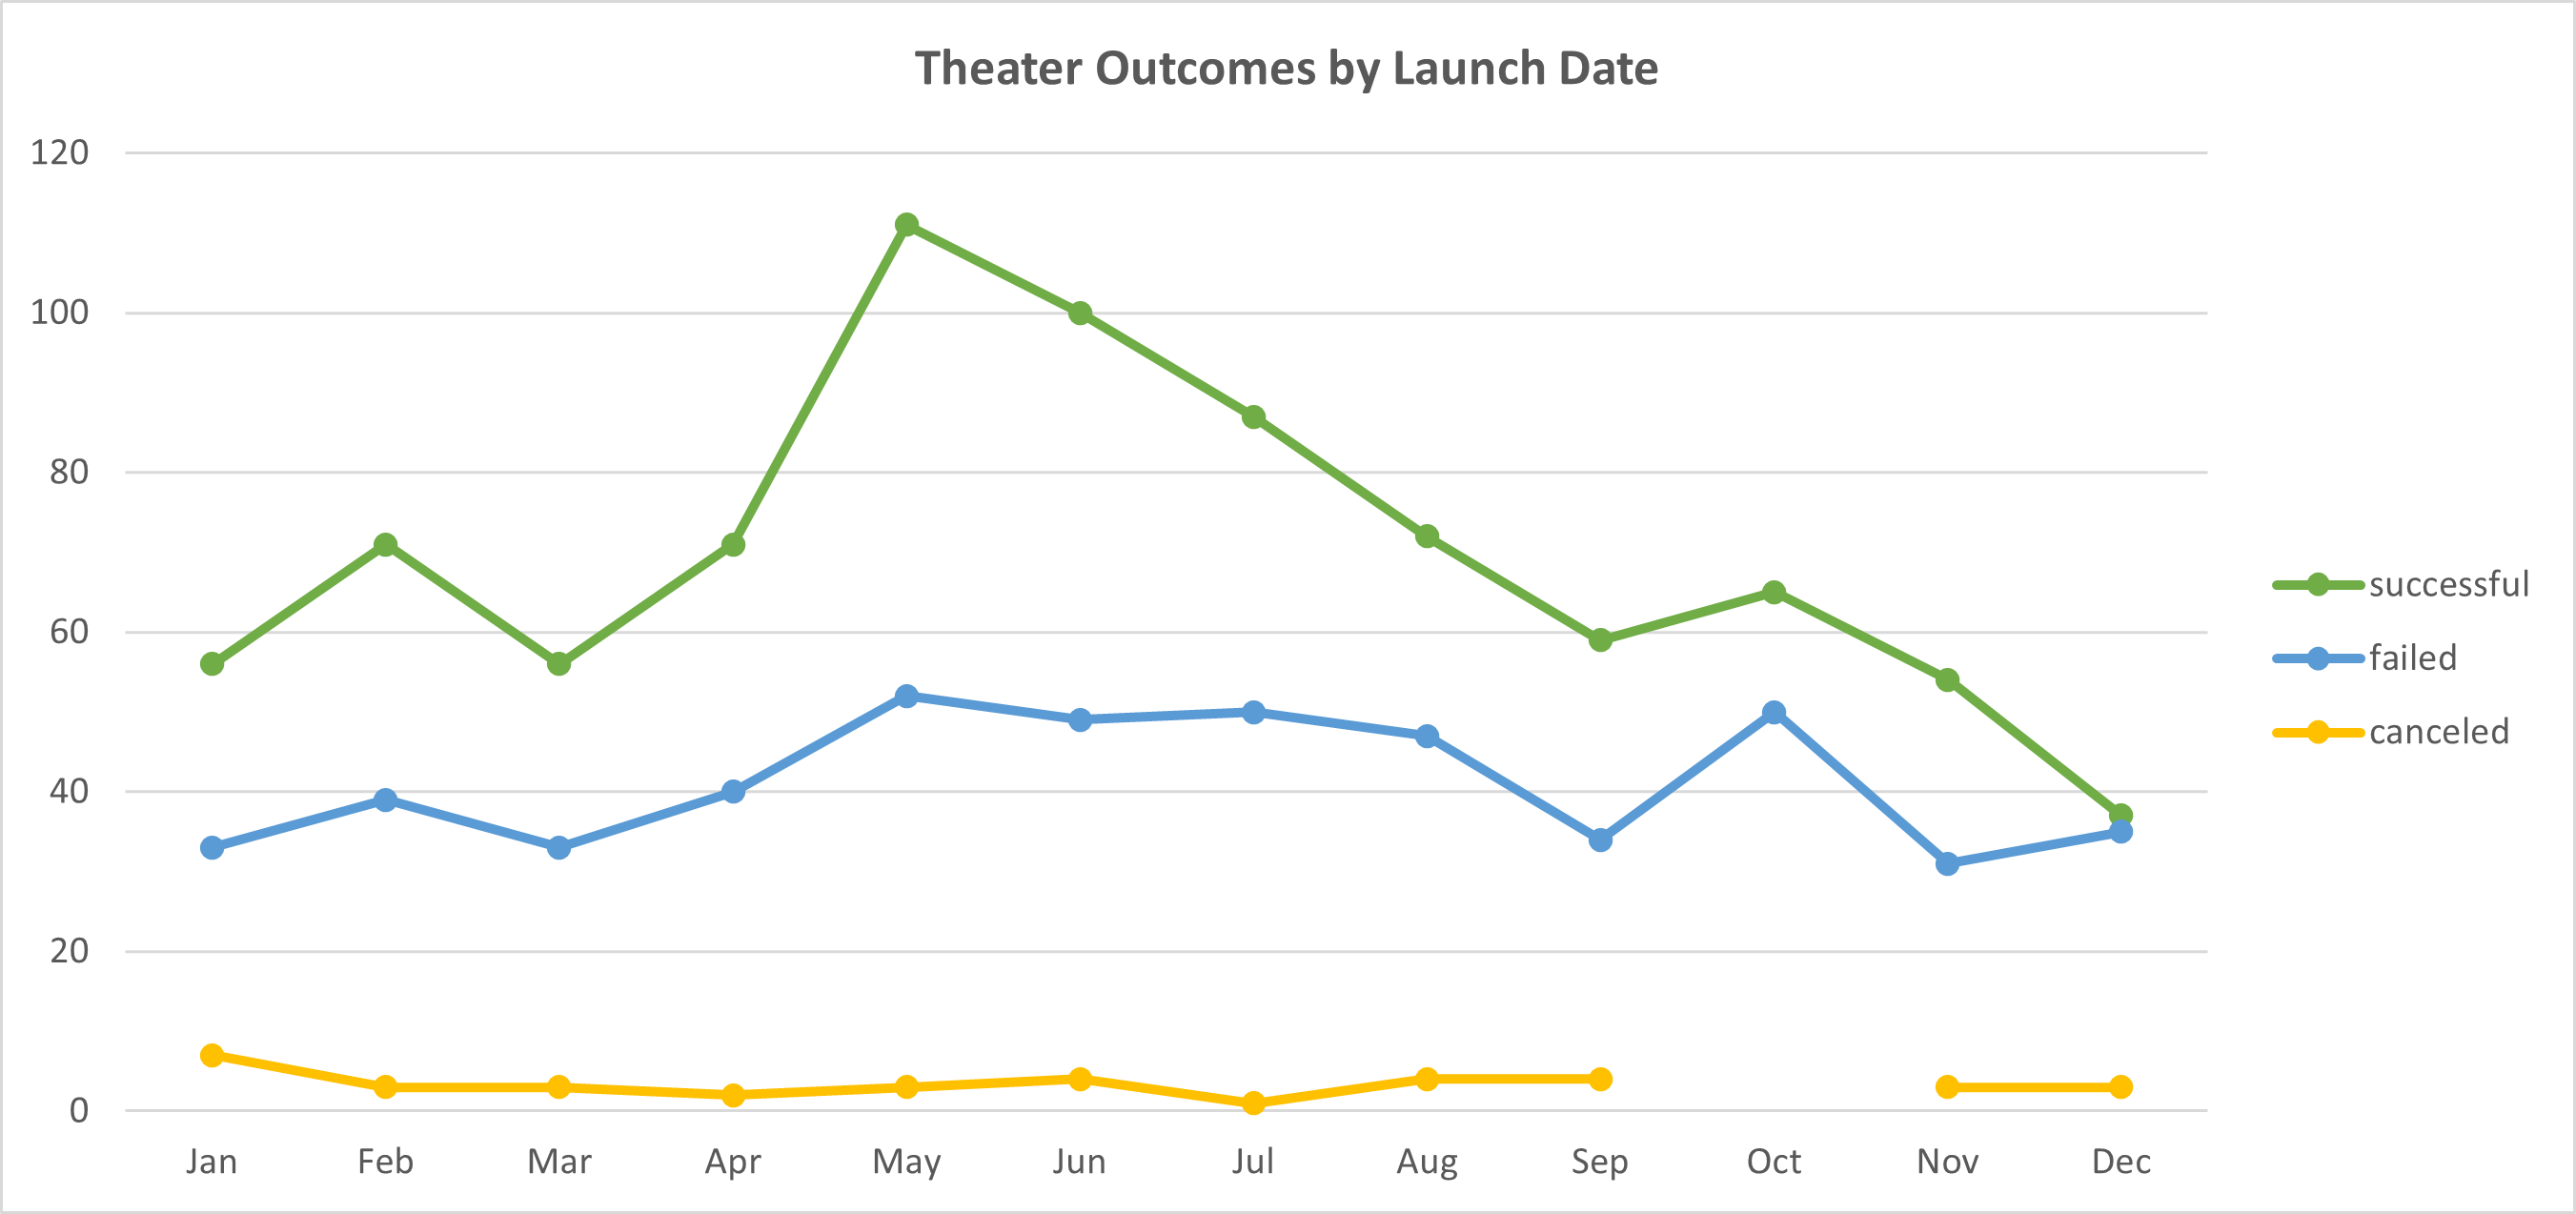 Theater Outcomes by Launch Date
120
100
80
60
40
20
0
Jan Feb Mar Apr May Jun Jul Aug Sep Oct Nov Dec
successful
failed
canceled